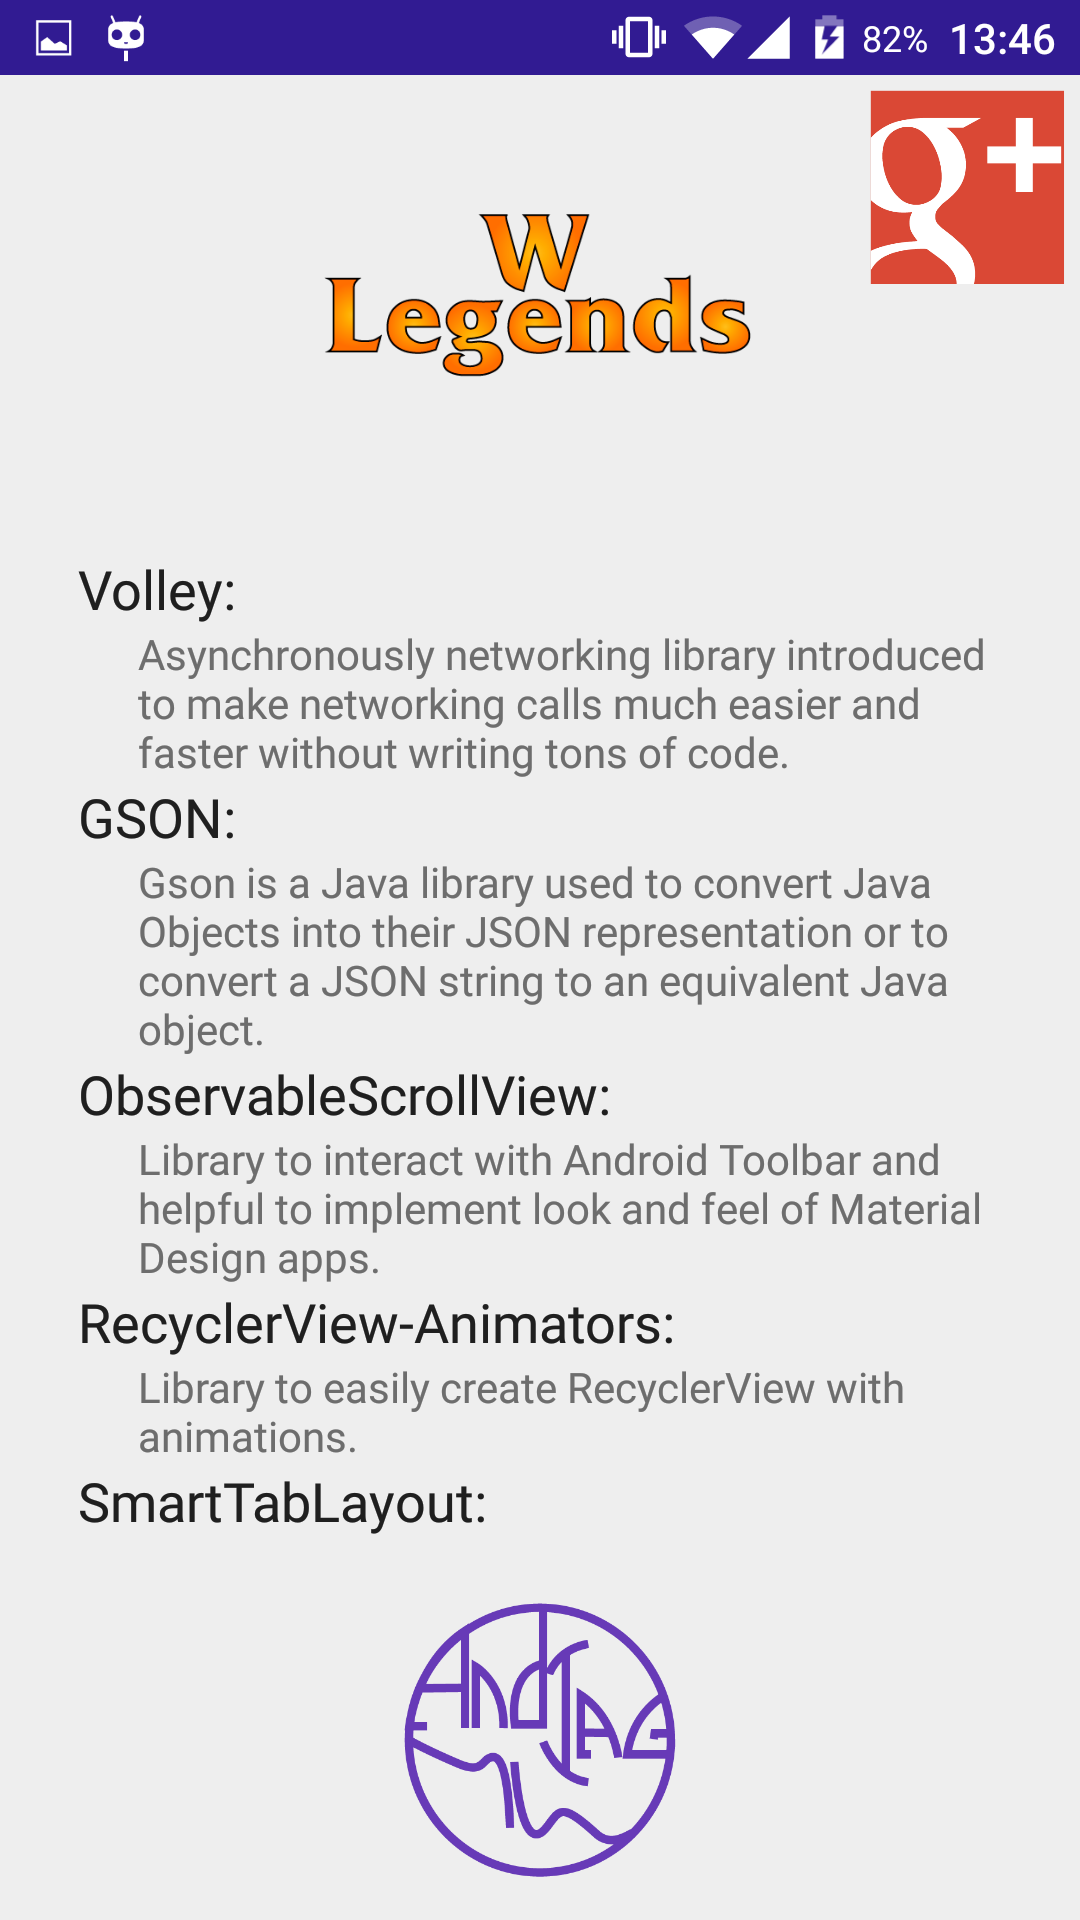 82% 13:46
g+
W
Legends
Volley:
Asynchronously networking library introduced
to make networking calls much easier and
faster without writing tons of code.
GSON:
Gson is a Java library used to convert Java
Objects into their JSON representation or to
convert a JSON string to an equivalent Java
object.
ObservableScrollView:
Library to interact with Android Toolbar and
helpful to implement look and feel of Material
Design apps.
RecyclerView-Animators:
Library to easily create RecyclerView with
animations.
SmartTabLayout: